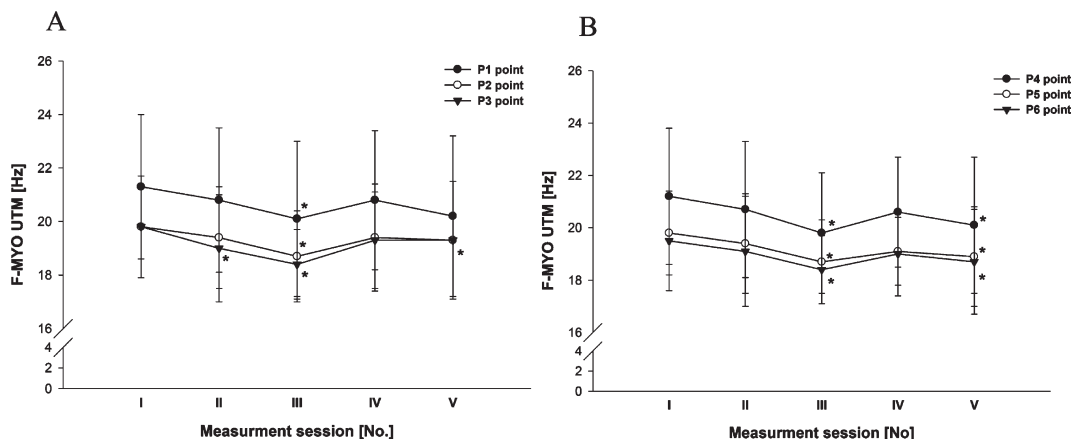 A
P1 point
P2 point
P3 point
F-MYO UTM [Hz]
26
24
22
20
18
16
4
2
0
*
*
*
*
*
I
II
III
IV
V
Measurment session [No.]
B
P4 point
P5 point
P6 point
F-MYO UTM [Hz]
26
24
22
20
18
16
4
2
0
*
*
*
*
*
*
I
II
III
IV
V
Measurment session [No]